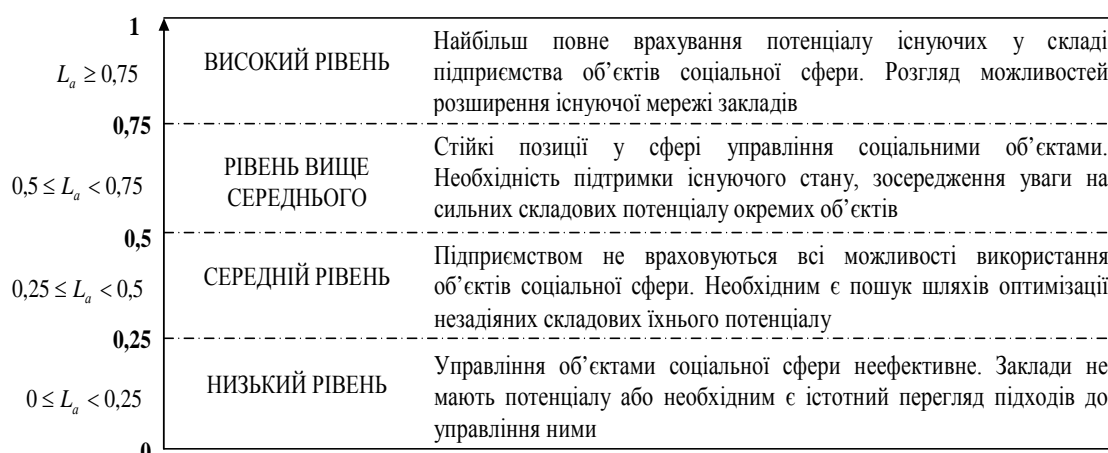 1
L_a ≥ 0,75
ВИСОКИЙ РІВЕНЬ
Найбільш повне врахування потенціалу існуючих у складі
підприємства об’єктів соціальної сфери. Розгляд можливостей
розширення існуючої мережі закладів
0,75
0,5 ≤ L_a < 0,75
РІВЕНЬ ВИЩЕ
СЕРЕДНЬОГО
Стійкі позиції у сфері управління соціальними об’єктами.
Необхідність підтримки існуючого стану, зосередження уваги на
сильних складових потенціалу окремих об’єктів
0,5
0,25 ≤ L_a < 0,5
СЕРЕДНІЙ РІВЕНЬ
Підприємством не враховуються всі можливості використання
об’єктів соціальної сфери. Необхідним є пошук шляхів оптимізації
незадіяних складових їхнього потенціалу
0,25
0 ≤ L_a < 0,25
НИЗЬКИЙ РІВЕНЬ
Управління об’єктами соціальної сфери неефективне. Заклади не
мають потенціалу або необхідним є істотний перегляд підходів до
управління ними
0